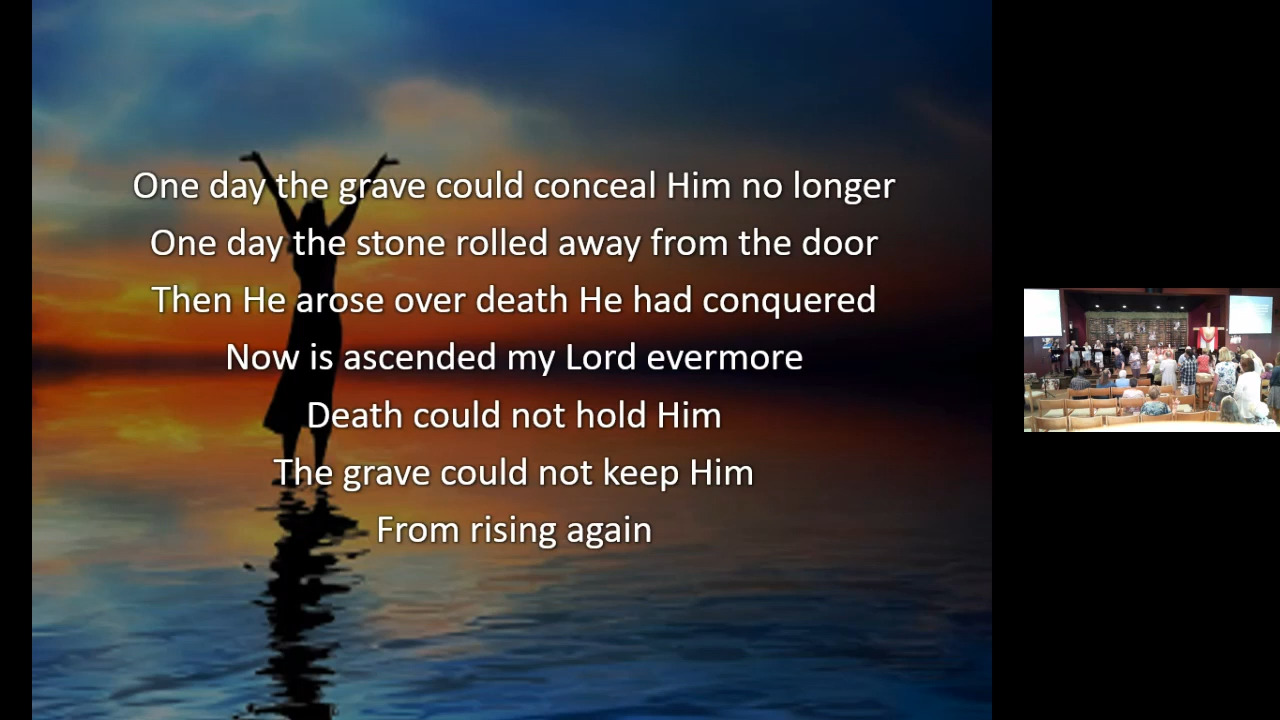 One day the grave could conceal Him no longer
One day the stone rolled away from the door
Then He arose over death He had conquered
Now is ascended my Lord evermore
Death could not hold Him
The grave could not keep Him
From rising again